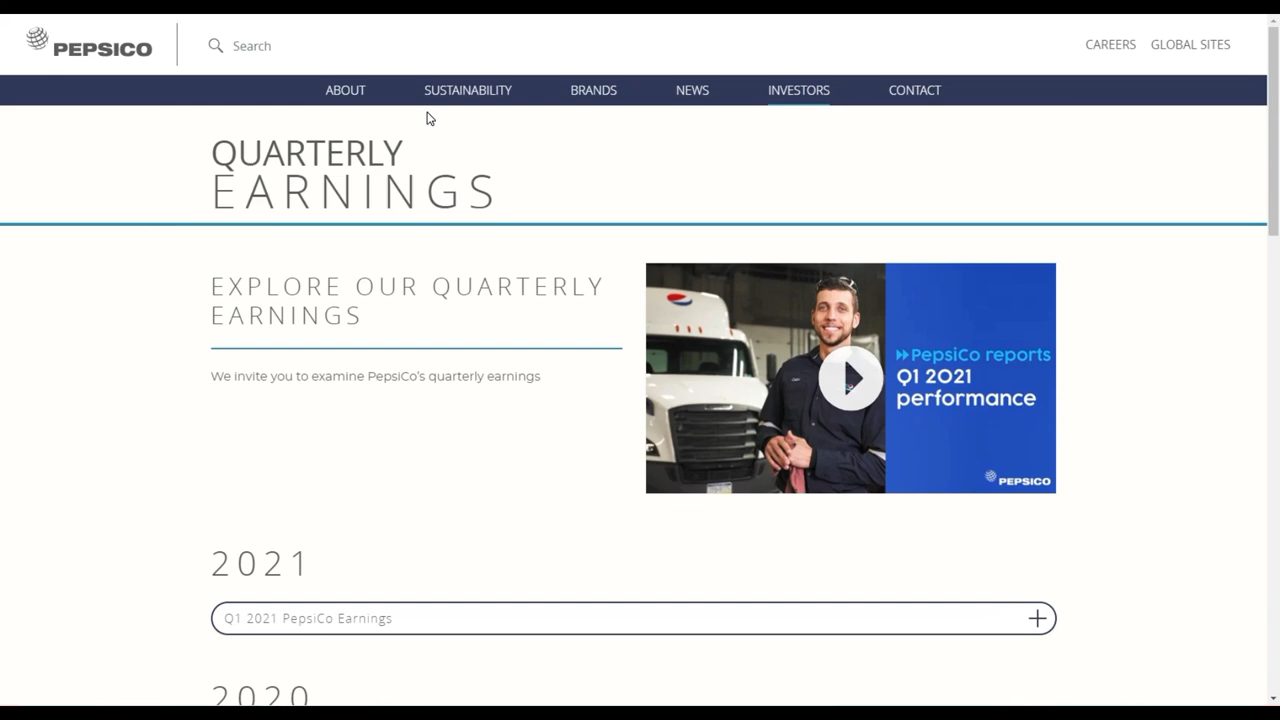 PEPSICO
Search
CAREERS
GLOBAL SITES
ABOUT
SUSTAINABILITY
BRANDS
NEWS
INVESTORS
CONTACT
QUARTERLY
EARNINGS
EXPLORE OUR QUARTERLY
EARNINGS
We invite you to examine PepsiCo's quarterly earnings
PepsiCo reports
Q1 2021
performance
PEPSICO
2021
Q1 2021 PepsiCo Earnings
2020